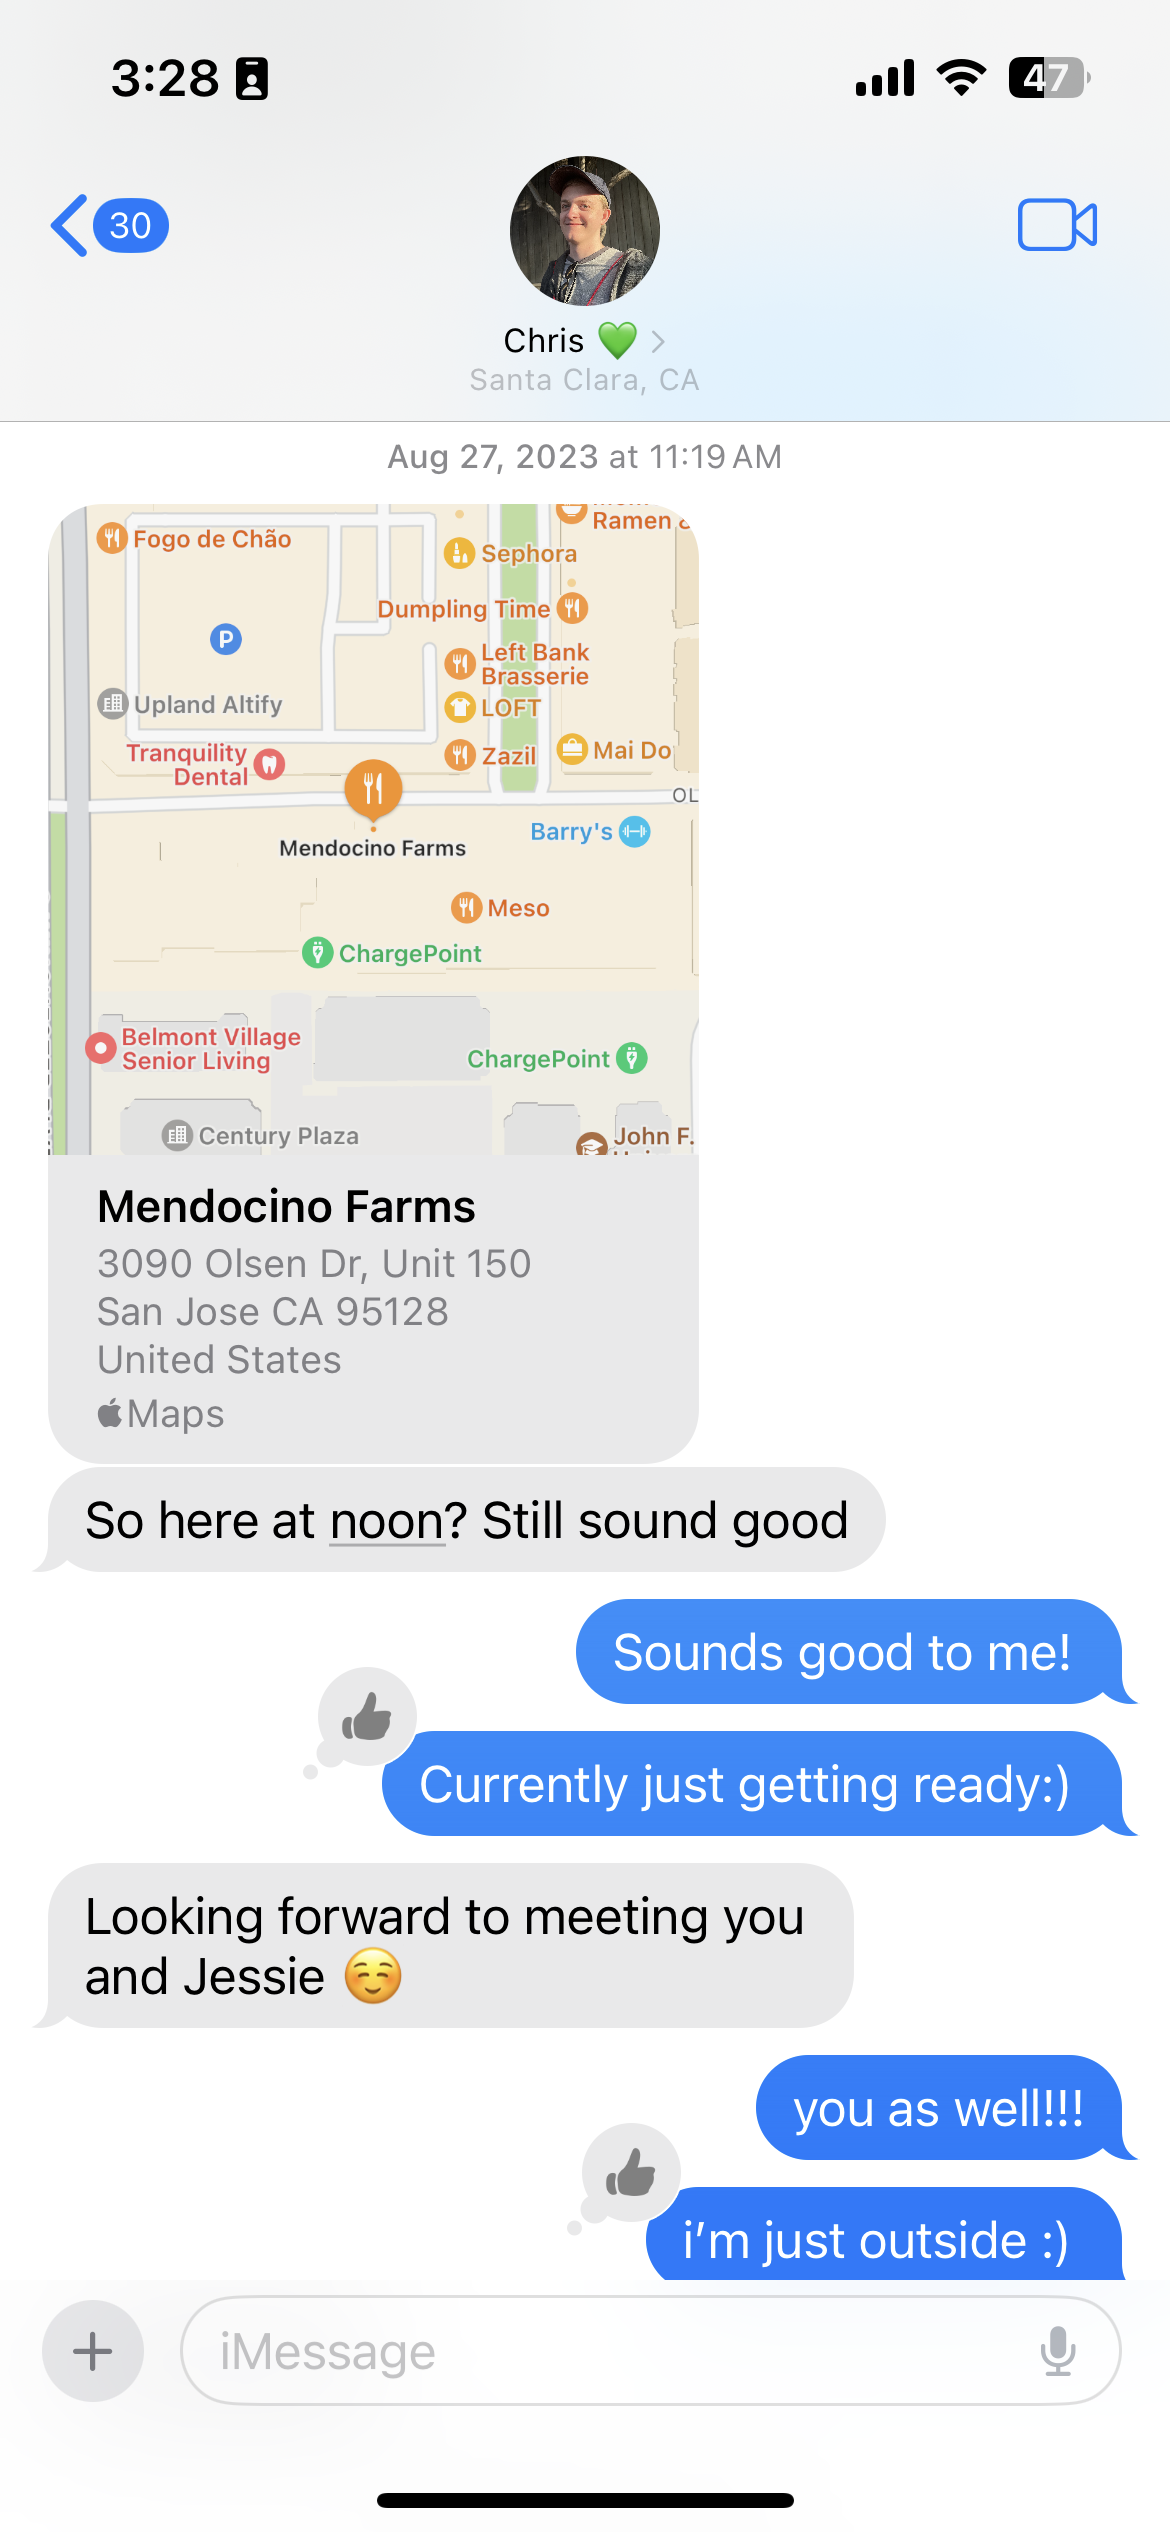 3:28
47
30
Chris 💚
Santa Clara, CA
Aug 27, 2023 at 11:19 AM
Fogo de Chão
Ramen &
Sephora
Dumpling Time
P
Left Bank
Brasserie
Upland Altify
LOFT
Tranquility
Dental
Zazil
Mai Do
OL
Mendocino Farms
Barry's
Meso
ChargePoint
Belmont Village
Senior Living
ChargePoint
Century Plaza
John F.
Mendocino Farms
3090 Olsen Dr, Unit 150
San Jose CA 95128
United States
Maps
So here at noon? Still sound good
Sounds good to me!
Currently just getting ready:)
Looking forward to meeting you
and Jessie ☺️
you as well!!!
i’m just outside :)
iMessage